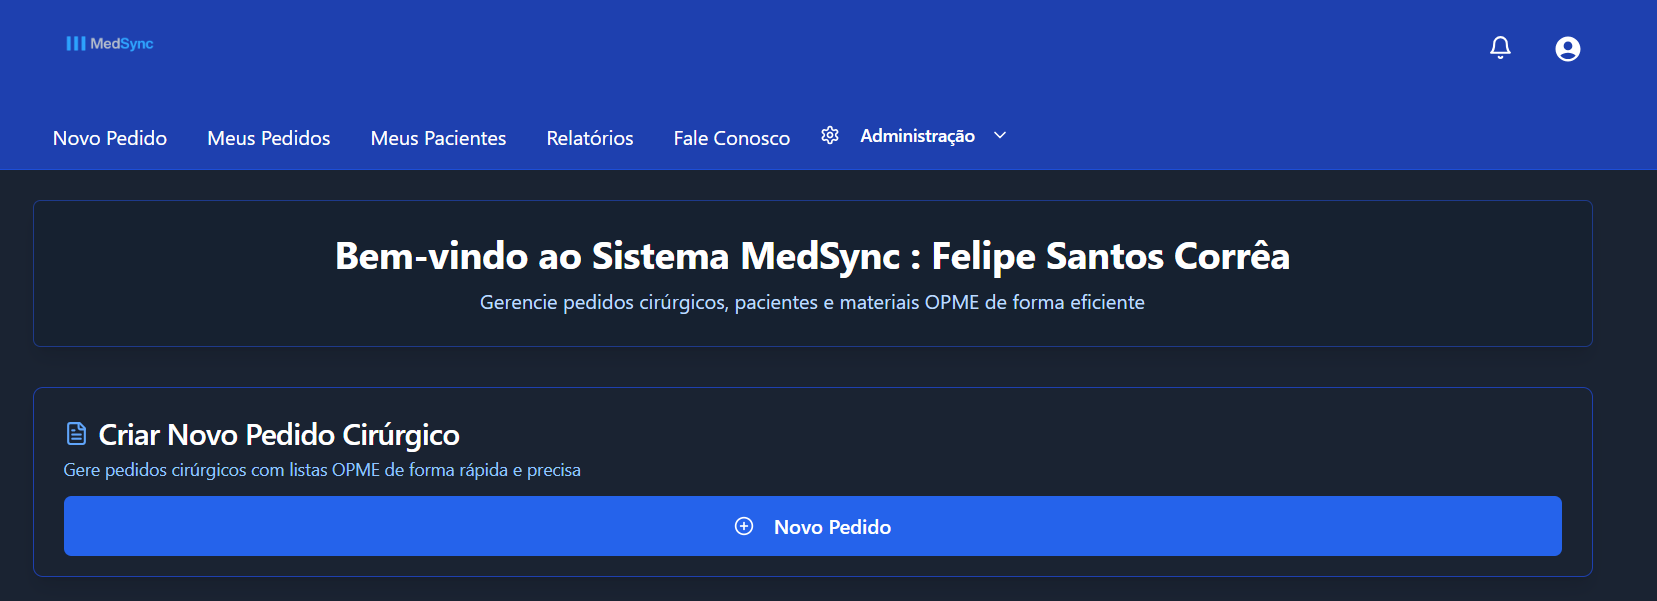 MedSync
Novo Pedido
Meus Pedidos
Meus Pacientes
Relatórios
Fale Conosco
Administração
Bem-vindo ao Sistema MedSync : Felipe Santos Corrêa
Gerencie pedidos cirúrgicos, pacientes e materiais OPME de forma eficiente
Criar Novo Pedido Cirúrgico
Gere pedidos cirúrgicos com listas OPME de forma rápida e precisa
Novo Pedido